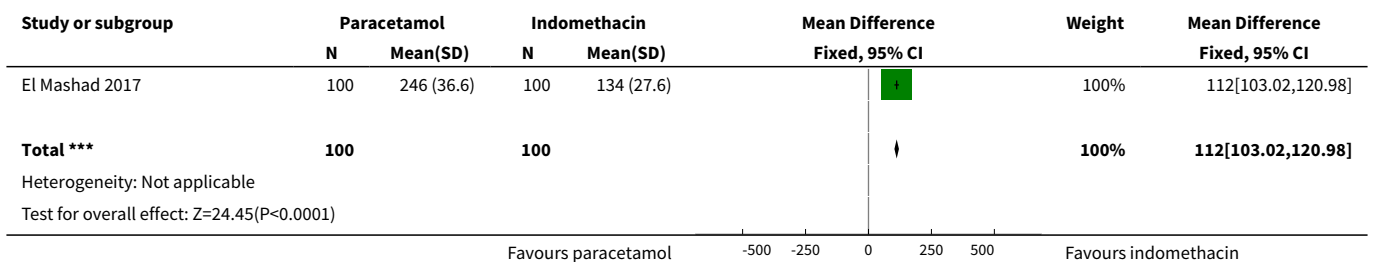 Study or subgroup Paracetamol Indomethacin Mean Difference Weight Mean Difference
N Mean(SD) N Mean(SD) Fixed, 95% CI Fixed, 95% CI
El Mashad 2017 100 246 (36.6) 100 134 (27.6) 100% 112[103.02,120.98]
Total *** 100 100 100% 112[103.02,120.98]
Heterogeneity: Not applicable
Test for overall effect: Z=24.45(P<0.0001)
Favours paracetamol -500 -250 0 250 500 Favours indomethacin